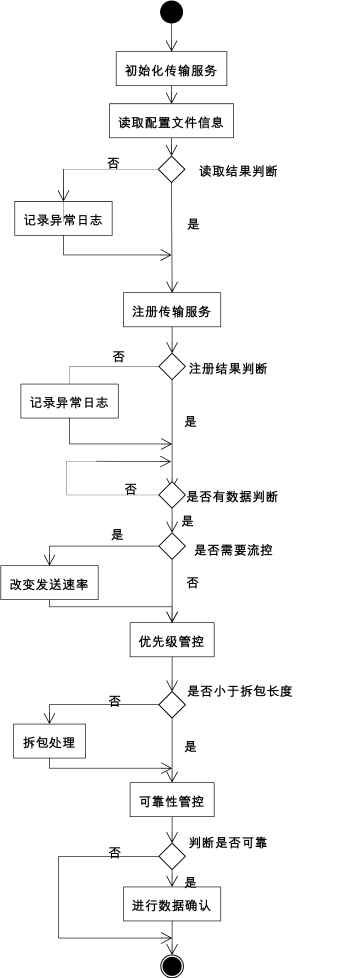 初始化传输服务
读取配置文件信息
否
读取结果判断
记录异常日志
是
注册传输服务
否
注册结果判断
记录异常日志
是
否
是否有数据判断
是
是
是否需要流控
改变发送速率
否
优先级管控
是否小于拆包长度
否
拆包处理
是
可靠性管控
判断是否可靠
否
是
进行数据确认